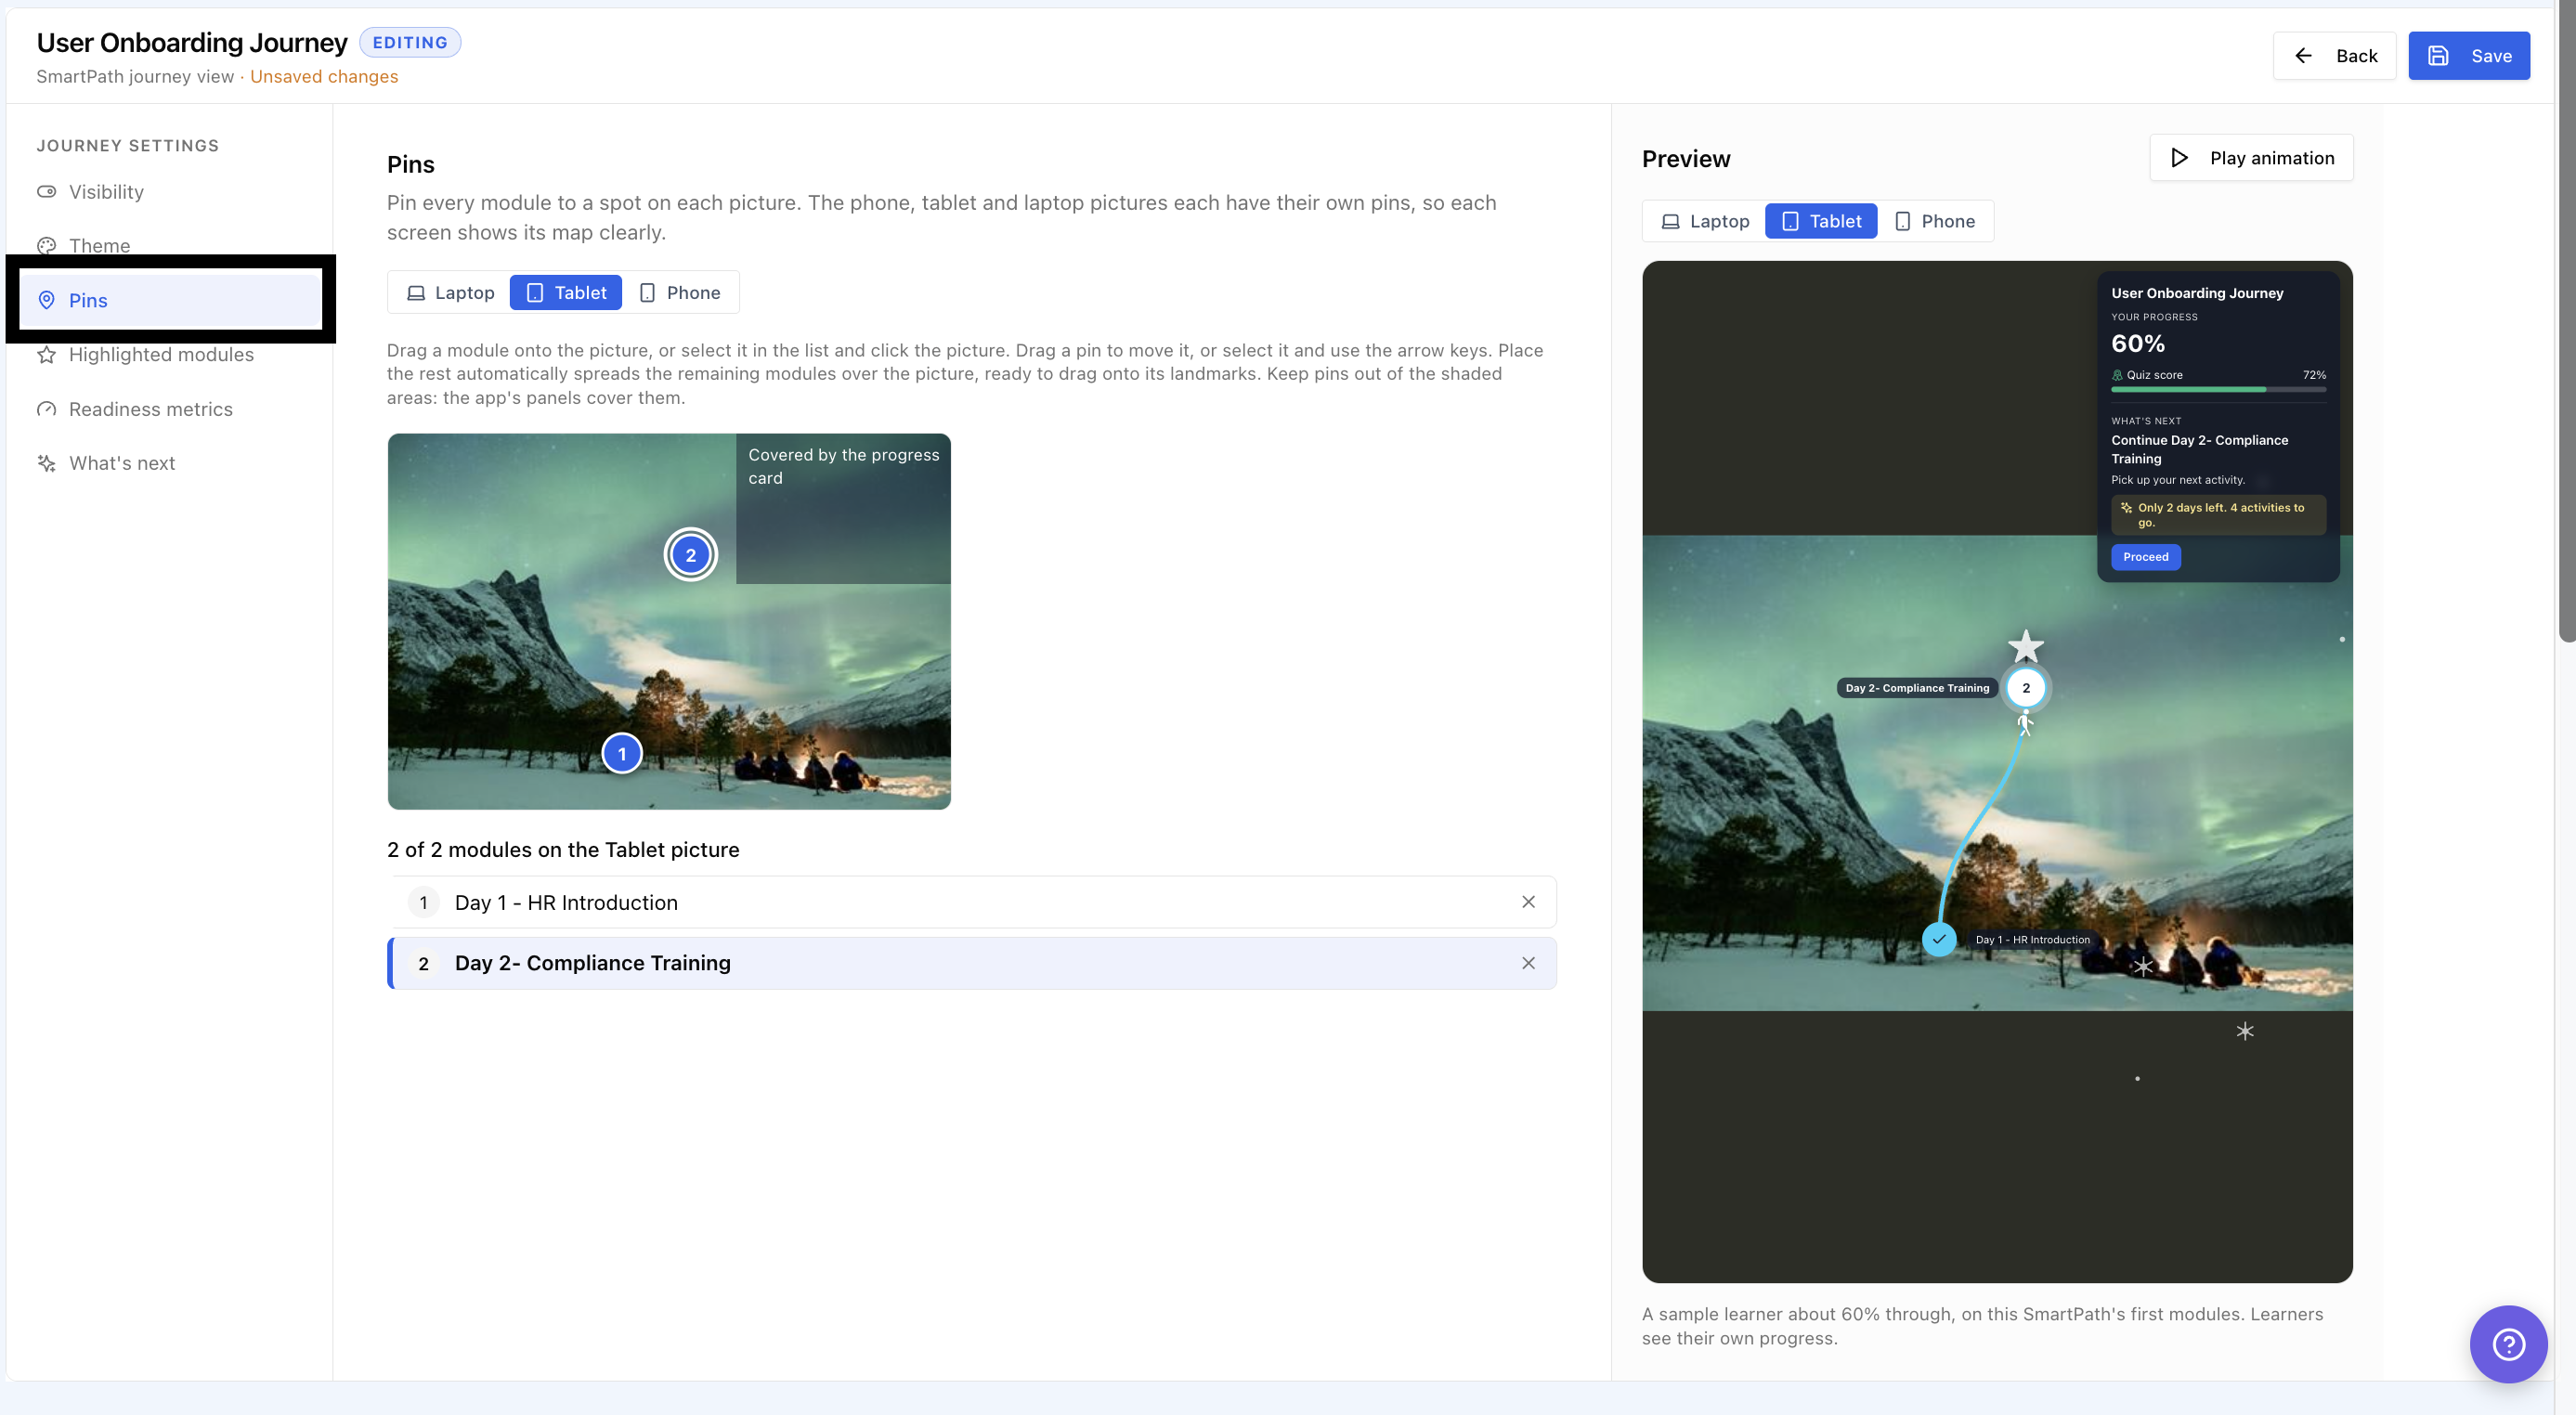 User Onboarding Journey
EDITING
SmartPath journey view · Unsaved changes
Back
Save
JOURNEY SETTINGS
Visibility
Theme
Pins
Highlighted modules
Readiness metrics
What's next
Pins
Pin every module to a spot on each picture. The phone, tablet and laptop pictures each have their own pins, so each
screen shows its map clearly.
Laptop
Tablet
Phone
Drag a module onto the picture, or select it in the list and click the picture. Drag a pin to move it, or select it and use the arrow keys. Place
the rest automatically spreads the remaining modules over the picture, ready to drag onto its landmarks. Keep pins out of the shaded
areas: the app's panels cover them.
Covered by the progress
card
2
1
2 of 2 modules on the Tablet picture
1 Day 1 - HR Introduction
2 Day 2- Compliance Training
Preview
Play animation
Laptop
Tablet
Phone
User Onboarding Journey
YOUR PROGRESS
60%
Quiz score 72%
WHAT'S NEXT
Continue Day 2- Compliance
Training
Pick up your next activity.
Only 2 days left. 4 activities to
go.
Proceed
Day 2- Compliance Training
2
Day 1 - HR Introduction
A sample learner about 60% through, on this SmartPath's first modules. Learners
see their own progress.